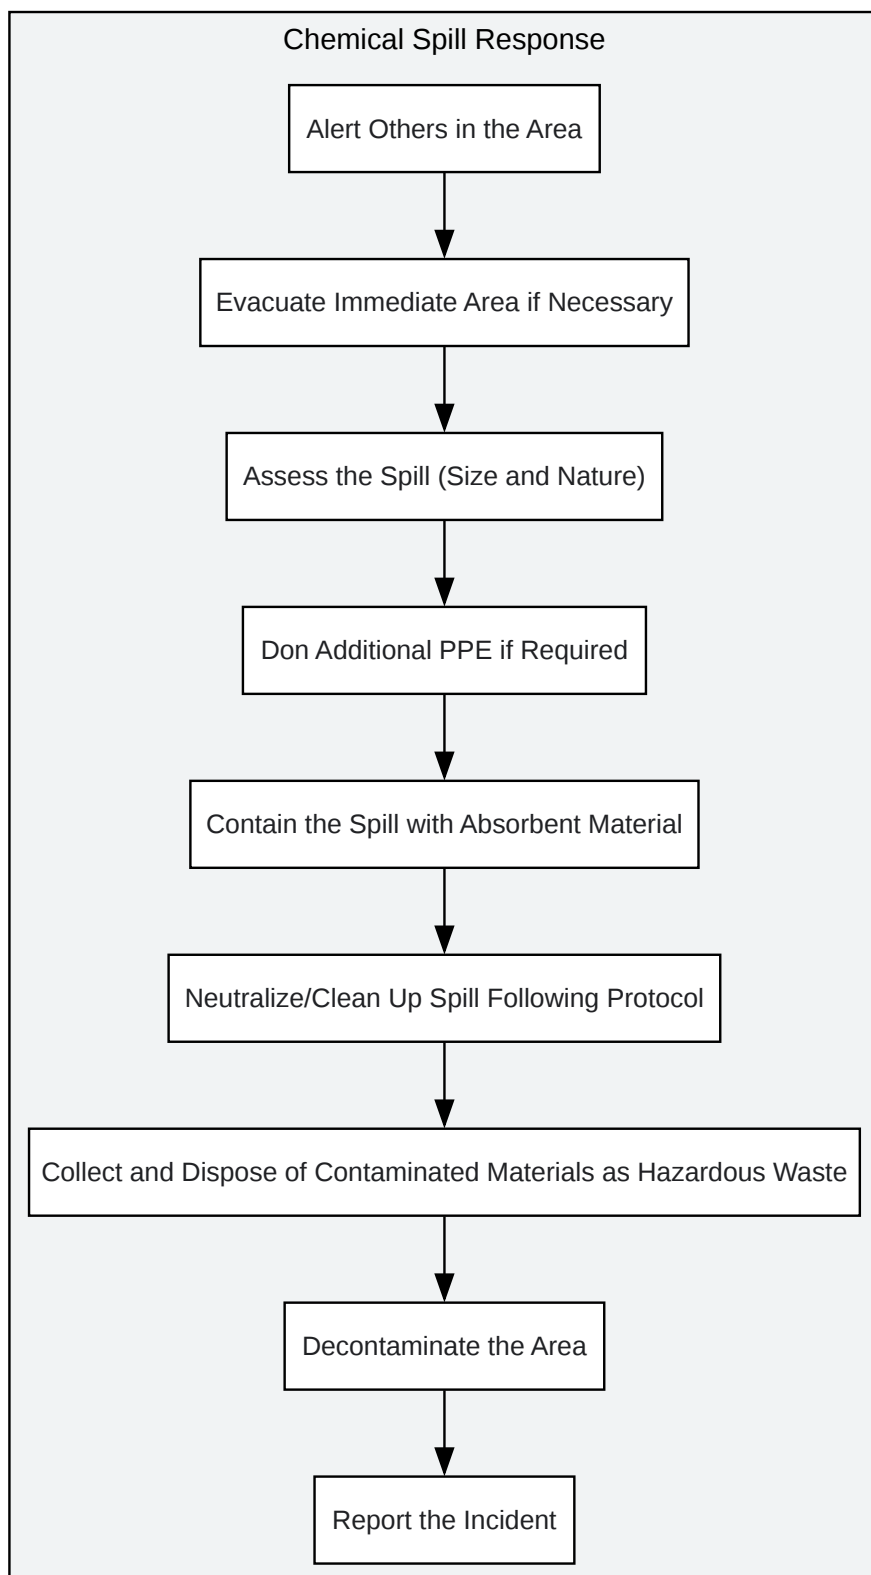 Chemical Spill Response
Alert Others in the Area
Evacuate Immediate Area if Necessary
Assess the Spill (Size and Nature)
Don Additional PPE if Required
Contain the Spill with Absorbent Material
Neutralize/Clean Up Spill Following Protocol
Collect and Dispose of Contaminated Materials as Hazardous Waste
Decontaminate the Area
Report the Incident